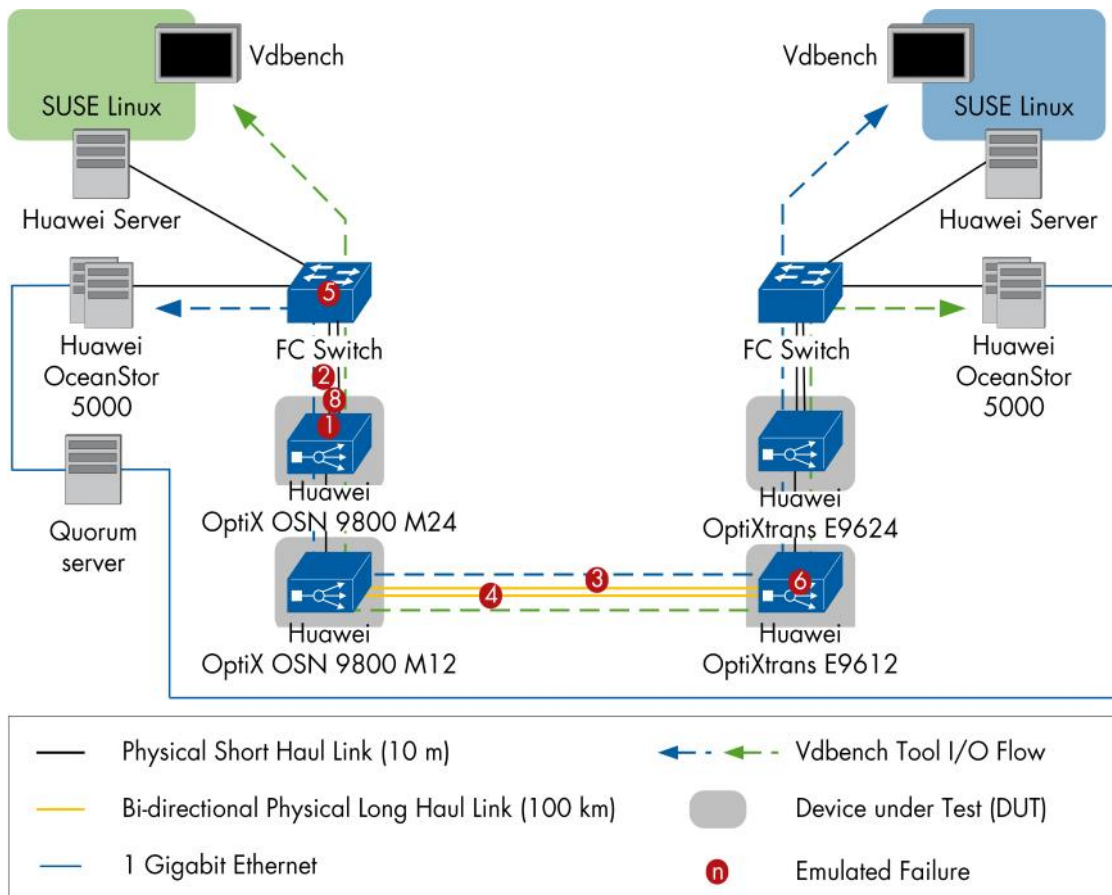 Vdbench
SUSE Linux
Huawei Server
Vdbench
SUSE Linux
Huawei Server
5
FC Switch
Huawei
OceanStor
5000
FC Switch
Huawei
OceanStor
5000
2
8
1
Huawei
OptiX OSN 9800 M24
Huawei
OptiXtrans E9624
Quorum
server
3
4
6
Huawei
OptiX OSN 9800 M12
Huawei
OptiXtrans E9612
Physical Short Haul Link (10 m)
Bi-directional Physical Long Haul Link (100 km)
1 Gigabit Ethernet
Vdbench Tool I/O Flow
Device under Test (DUT)
n
Emulated Failure